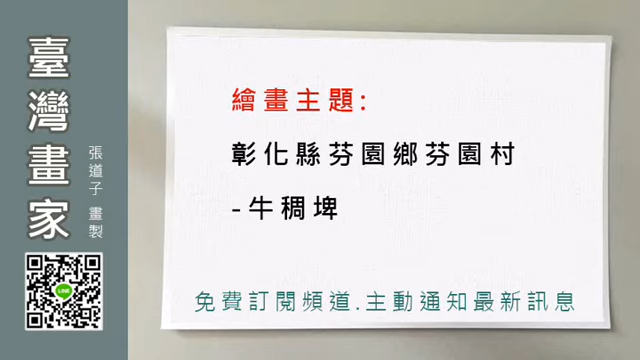 臺灣畫家
張道子 畫製
LINE
繪畫主題:
彰化縣芬園鄉芬園村
-牛稠埤
免費訂閱頻道.主動通知最新訊息